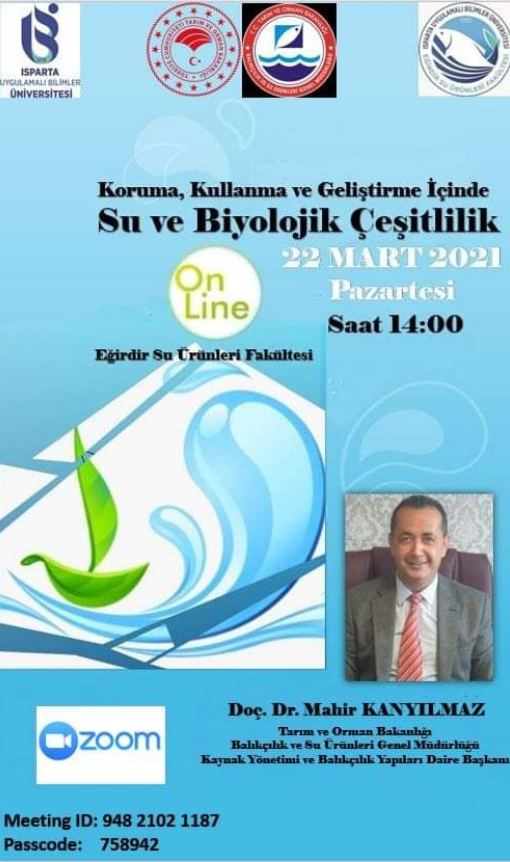 ISPARTA
UYGULAMALI BİLİMLER
ÜNİVERSİTESİ
Koruma, Kullanma ve Geliştirme İçinde
Su ve Biyolojik Çeşitlilik
22 MART 2021
Pazartesi
Saat 14:00
On
Line
Eğirdir Su Ürünleri Fakültesi
Doç. Dr. Mahir KANYILMAZ
Tarım ve Orman Bakanlığı
Balıkçılık ve Su Ürünleri Genel Müdürlüğü
Kaynak Yönetimi ve Balıkçılık Yapıları Daire Başkanı
zoom
Meeting ID: 948 2102 1187
Passcode: 758942